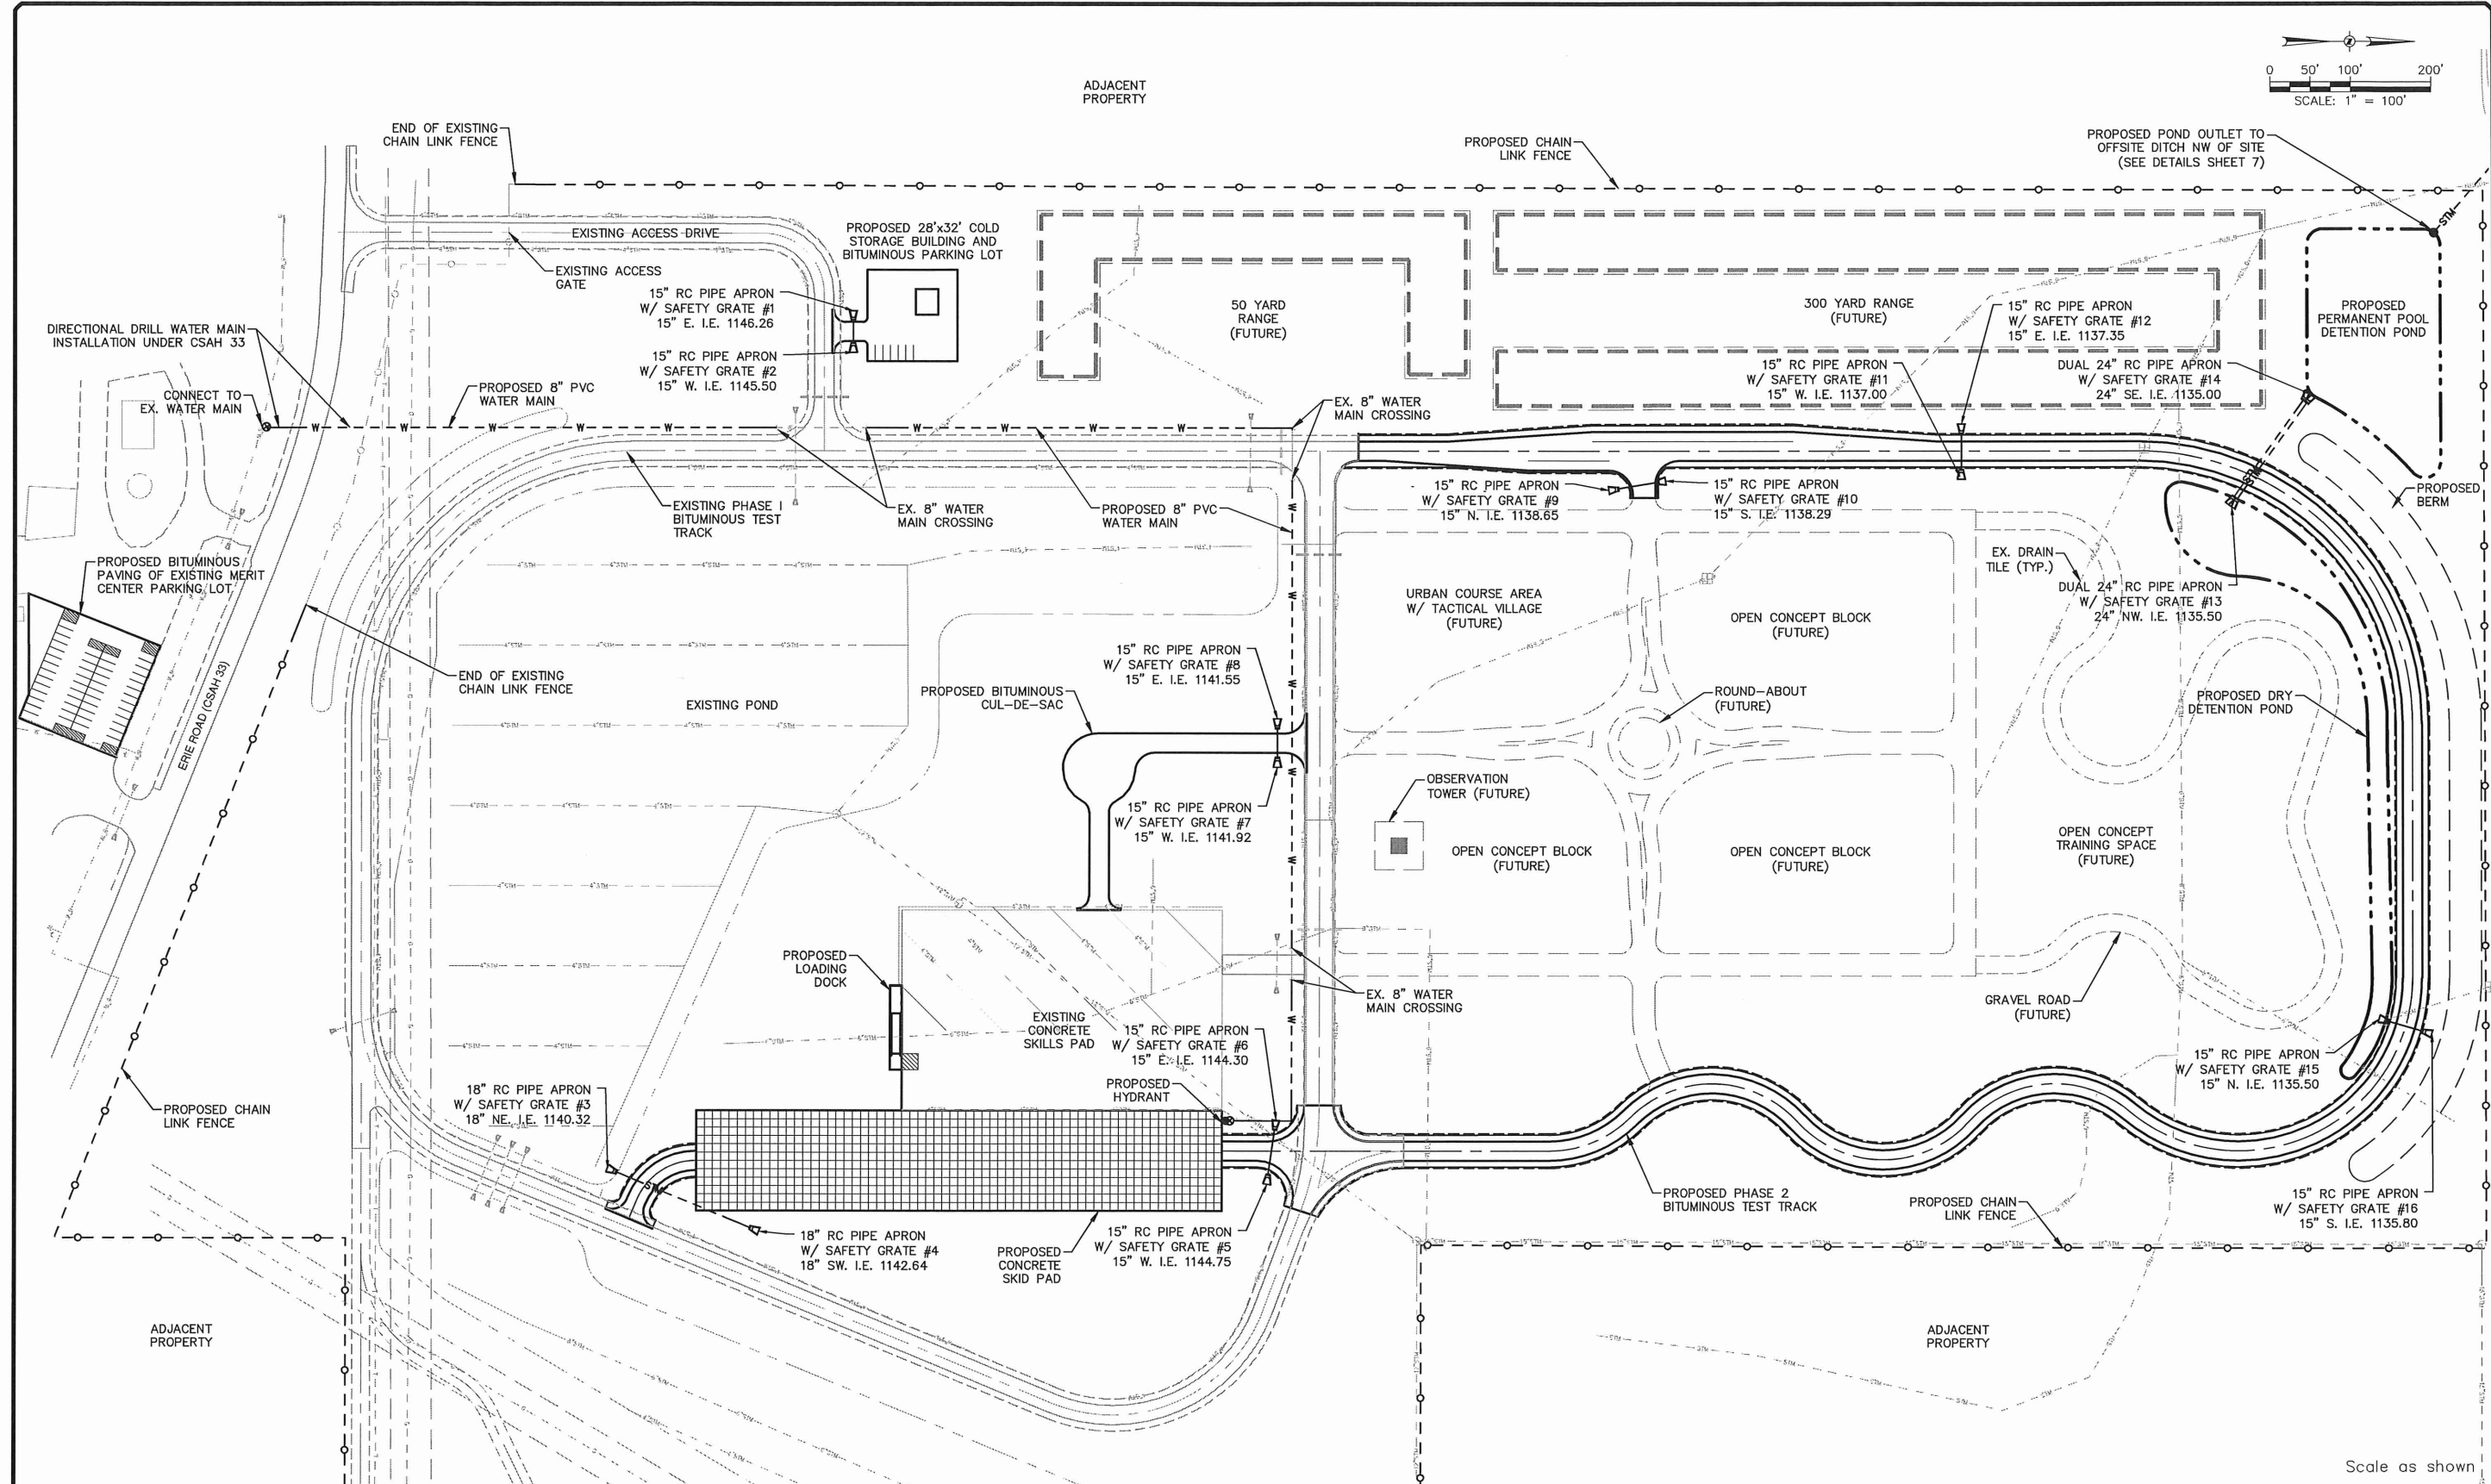 ADJACENT
PROPERTY
0 50' 100' 200'
SCALE: 1" = 100'
END OF EXISTING
CHAIN LINK FENCE
PROPOSED CHAIN
LINK FENCE
PROPOSED POND OUTLET TO
OFFSITE DITCH NW OF SITE
(SEE DETAILS SHEET 7)
STM
EXISTING ACCESS DRIVE
PROPOSED 28'x32' COLD
STORAGE BUILDING AND
BITUMINOUS PARKING LOT
EXISTING ACCESS
GATE
15" RC PIPE APRON
W/ SAFETY GRATE #1
15" E. I.E. 1146.26
15" RC PIPE APRON
W/ SAFETY GRATE #2
15" W. I.E. 1145.50
50 YARD
RANGE
(FUTURE)
300 YARD RANGE
(FUTURE)
15" RC PIPE APRON
W/ SAFETY GRATE #12
15" E. I.E. 1137.35
PROPOSED
PERMANENT POOL
DETENTION POND
DIRECTIONAL DRILL WATER MAIN
INSTALLATION UNDER CSAH 33
CONNECT TO
EX. WATER MAIN
PROPOSED 8" PVC
WATER MAIN
15" RC PIPE APRON
W/ SAFETY GRATE #11
15" W. I.E. 1137.00
DUAL 24" RC PIPE APRON
W/ SAFETY GRATE #14
24" SE. I.E. 1135.00
EX. 8" WATER
MAIN CROSSING
EXISTING PHASE I
BITUMINOUS TEST
TRACK
EX. 8" WATER
MAIN CROSSING
PROPOSED 8" PVC
WATER MAIN
15" RC PIPE APRON
W/ SAFETY GRATE #9
15" N. I.E. 1138.65
15" RC PIPE APRON
W/ SAFETY GRATE #10
15" S. I.E. 1138.29
STM
PROPOSED
BERM
PROPOSED BITUMINOUS
PAVING OF EXISTING MERIT
CENTER PARKING LOT
EX. DRAIN
TILE (TYP.)
DUAL 24" RC PIPE APRON
W/ SAFETY GRATE #13
24" NW. I.E. 1135.50
URBAN COURSE AREA
W/ TACTICAL VILLAGE
(FUTURE)
OPEN CONCEPT BLOCK
(FUTURE)
ERIE ROAD (CSAH 33)
END OF EXISTING
CHAIN LINK FENCE
EXISTING POND
15" RC PIPE APRON
W/ SAFETY GRATE #8
15" E. I.E. 1141.55
PROPOSED BITUMINOUS
CUL-DE-SAC
ROUND-ABOUT
(FUTURE)
PROPOSED DRY
DETENTION POND
15" RC PIPE APRON
W/ SAFETY GRATE #7
15" W. I.E. 1141.92
OBSERVATION
TOWER (FUTURE)
OPEN CONCEPT BLOCK
(FUTURE)
OPEN CONCEPT BLOCK
(FUTURE)
OPEN CONCEPT
TRAINING SPACE
(FUTURE)
PROPOSED
LOADING
DOCK
EX. 8" WATER
MAIN CROSSING
GRAVEL ROAD
(FUTURE)
EXISTING
CONCRETE
SKILLS PAD
15" RC PIPE APRON
W/ SAFETY GRATE #6
15" E. I.E. 1144.30
PROPOSED
HYDRANT
15" RC PIPE APRON
W/ SAFETY GRATE #15
15" N. I.E. 1135.50
18" RC PIPE APRON
W/ SAFETY GRATE #3
18" NE. I.E. 1140.32
PROPOSED CHAIN
LINK FENCE
STM
18" RC PIPE APRON
W/ SAFETY GRATE #4
18" SW. I.E. 1142.64
PROPOSED
CONCRETE
SKID PAD
15" RC PIPE APRON
W/ SAFETY GRATE #5
15" W. I.E. 1144.75
PROPOSED PHASE 2
BITUMINOUS TEST TRACK
PROPOSED CHAIN
LINK FENCE
15" RC PIPE APRON
W/ SAFETY GRATE #16
15" S. I.E. 1135.80
ADJACENT
PROPERTY
ADJACENT
PROPERTY
Scale as shown